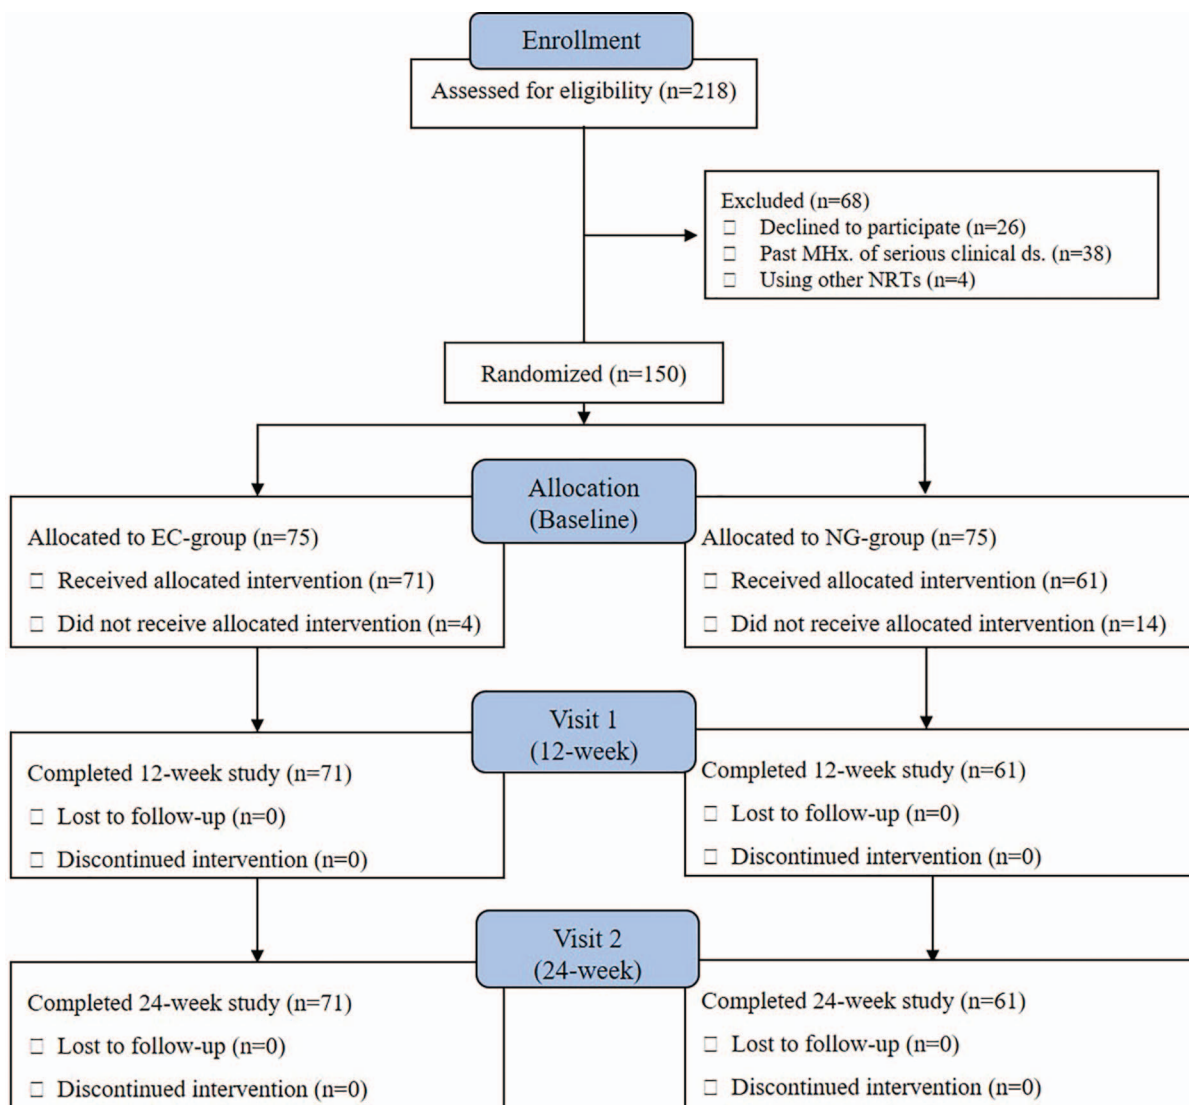 Enrollment
Assessed for eligibility (n=218)
Excluded (n=68)
□ Declined to participate (n=26)
□ Past MHx. of serious clinical ds. (n=38)
□ Using other NRTs (n=4)
Randomized (n=150)
Allocation
(Baseline)
Allocated to EC-group (n=75)
□ Received allocated intervention (n=71)
□ Did not receive allocated intervention (n=4)
Allocated to NG-group (n=75)
□ Received allocated intervention (n=61)
□ Did not receive allocated intervention (n=14)
Visit 1
(12-week)
Completed 12-week study (n=71)
□ Lost to follow-up (n=0)
□ Discontinued intervention (n=0)
Completed 12-week study (n=61)
□ Lost to follow-up (n=0)
□ Discontinued intervention (n=0)
Visit 2
(24-week)
Completed 24-week study (n=71)
□ Lost to follow-up (n=0)
□ Discontinued intervention (n=0)
Completed 24-week study (n=61)
□ Lost to follow-up (n=0)
□ Discontinued intervention (n=0)